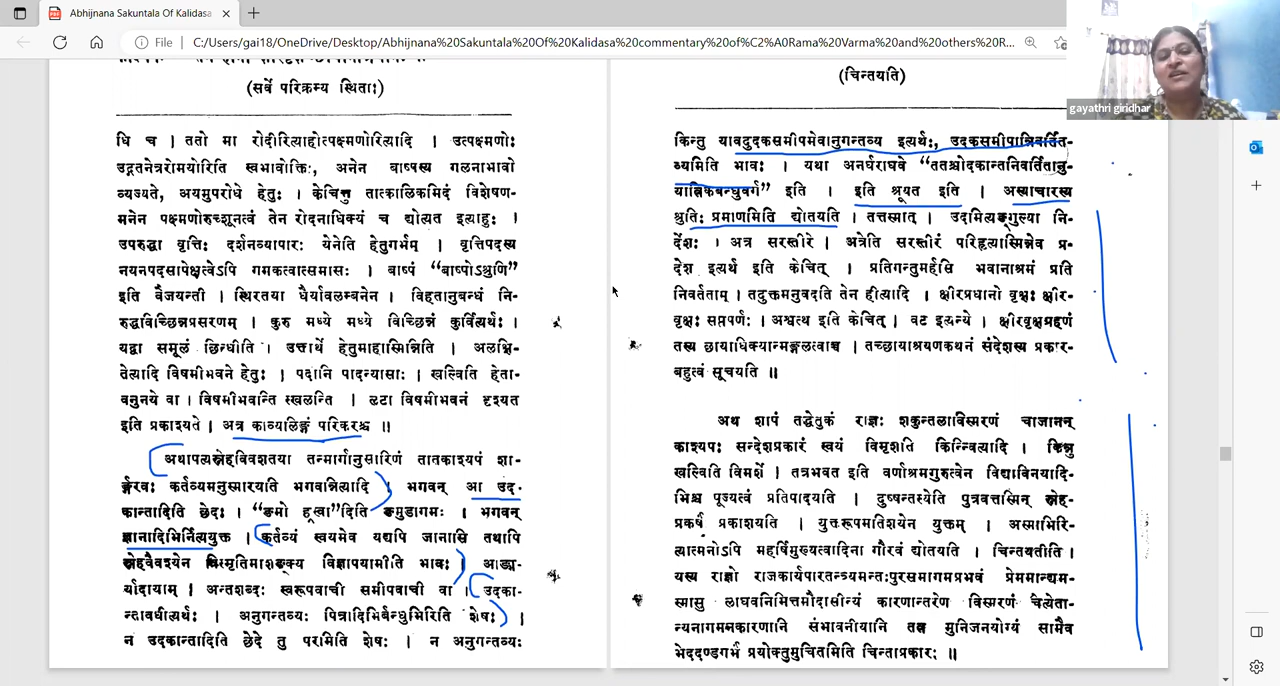 Abhijnana Sakuntala Of Kalidasa
File
C:/Users/gai18/OneDrive/Desktop/Abhijnana%20Sakuntala%20Of%20Kalidasa%20commentary%20of%C2%A0Rama%20Varma%20and%20others%20R...
gayathri giridhar
(सर्वे परिक्रम्य स्थिताः)
धि च । ततो मा रोदीरित्याहोत्पक्ष्मणोरित्यादि । उत्पक्ष्मणोः
उद्गतनेत्ररोमयोरिति स्वभावोक्तिः, अनेन बाष्पस्य गलनाभावो
व्यज्यते, अयमुपरोधे हेतुः । केचित्तु तात्कालिकमिदं विशेषण-
मनेन पक्ष्मणोरुच्छूनत्वं तेन रोदनाधिक्यं च द्योत्यत इत्याहुः ।
उपरुद्धा वृत्तिः दर्शनव्यापारः येनेति हेतुगर्भम् । वृत्तिपदस्य
नयनपदसापेक्षत्वेऽपि गमकत्वात्समासः । बाष्पं “बाष्पोऽश्रुणि”
इति वैजयन्ती । स्थिरतया धैर्यावलम्बनेन । विहतानुबन्धं नि-
रुद्धविच्छिन्नप्रसरणम् । कुरु मध्ये मध्ये विच्छिन्नं कुर्वित्यर्थः ।
यद्वा समूलं छिन्धीति । उत्तार्थे हेतुमाहास्मिन्निति । अलक्षि-
तेत्यादि विषमीभवने हेतुः । पदानि पादन्यासाः । खल्विति हेता-
वनुनये वा । विषमीभवन्ति स्खलन्ति । लटा विषमीभवनं दृश्यत
इति प्रकाश्यते । अत्र काव्यलिङ्गं परिकरश्च ॥
अथापत्यस्नेहविवशतया तन्मार्गानुसारिणं तातकाश्यपं शा-
र्ङ्गरवः कर्तव्यमनुस्मारयति भगवन्नित्यादि । भगवन् आ उद-
कान्तादिति छेदः । “ङमो ह्रस्वा”दिति ङमुडागमः । भगवन्
ज्ञानादिभिर्नित्ययुक्त । कर्तव्यं स्वयमेव यद्यपि जानासि तथापि
स्नेहवैवश्येन विस्मृतिमाशङ्क्य विज्ञापयामीति भावः । आङ्म-
र्यादायाम् । अन्तशब्दः स्वरूपवाची समीपवाची वा । उदका-
न्तावधीत्यर्थः । अनुगन्तव्यः पित्रादिभिर्बन्धुभिरिति शेषः ।
न उदकान्तादिति छेदे तु परमिति शेषः । न अनुगन्तव्यः
(चिन्तयति)
किन्तु यावदुदकसमीपमेवानुगन्तव्य इत्यर्थः, उदकसमीपान्निवर्तित-
व्यमिति भावः । यथा अनर्घराघवे “ततश्चोदकान्तनिवर्तितानु-
यात्रिकबन्धुवर्ग” इति । इति श्रूयत इति । अस्याचारस्य
श्रुतिः प्रमाणमिति द्योतयति । तत्तस्मात् । उदमित्यङ्गुल्या नि-
र्देशः । अत्र सरस्तीरे । अत्रेति सरस्तीरं परिहृत्यास्मिन्नेव प्र-
देश इत्यर्थ इति केचित् । प्रतिगन्तुमर्हसि भवानाश्रमं प्रति
निवर्तताम् । तदुक्तमनुवदति तेन हीत्यादि । क्षीरप्रधानो वृक्षः क्षीर-
वृक्षः सप्तपर्णः । अश्वत्थ इति केचित् । वट इत्यन्ये । क्षीरवृक्षग्रहणं
तस्य छायाधिक्यान्मङ्गलत्वाच्च । तच्छायाश्रयणकथनं संदेशस्य प्रकार-
बहुत्वं सूचयति ॥
अथ शापं तद्धेतुकं राज्ञः शकुन्तलाविस्मरणं चाजानन्
काश्यपः सन्देशप्रकारं स्वयं विमृशति किन्न्वित्यादि । किन्नु
खल्विति विमर्शे । तत्रभवत इति वर्णाश्रमगुरुत्वेन विद्याविनयादि-
भिश्च पूज्यत्वं प्रतिपादयति । दुष्षन्तस्येति पुत्रवत्तस्मिन् स्नेह-
प्रकर्षं प्रकाशयति । युक्तरूपमतिशयेन युक्तम् । अस्माभिरि-
त्यात्मनोऽपि महर्षिमुख्यत्वादिना गौरवं द्योतयति । चिन्तयतीति ।
यस्य राज्ञो राजकार्यपारतन्त्र्यमन्तःपुरसमागमप्रभवं प्रेममान्द्यम-
स्मासु लाघवनिमित्तमौदासीन्यं कारणान्तरेण विस्मरणं चेत्येता-
न्यनागमनकारणानि संभावनीयानि तत्र मुनिजनयोग्यं सामैव
भेददण्डगर्भं प्रयोक्तुमुचितमिति चिन्ताप्रकारः ॥